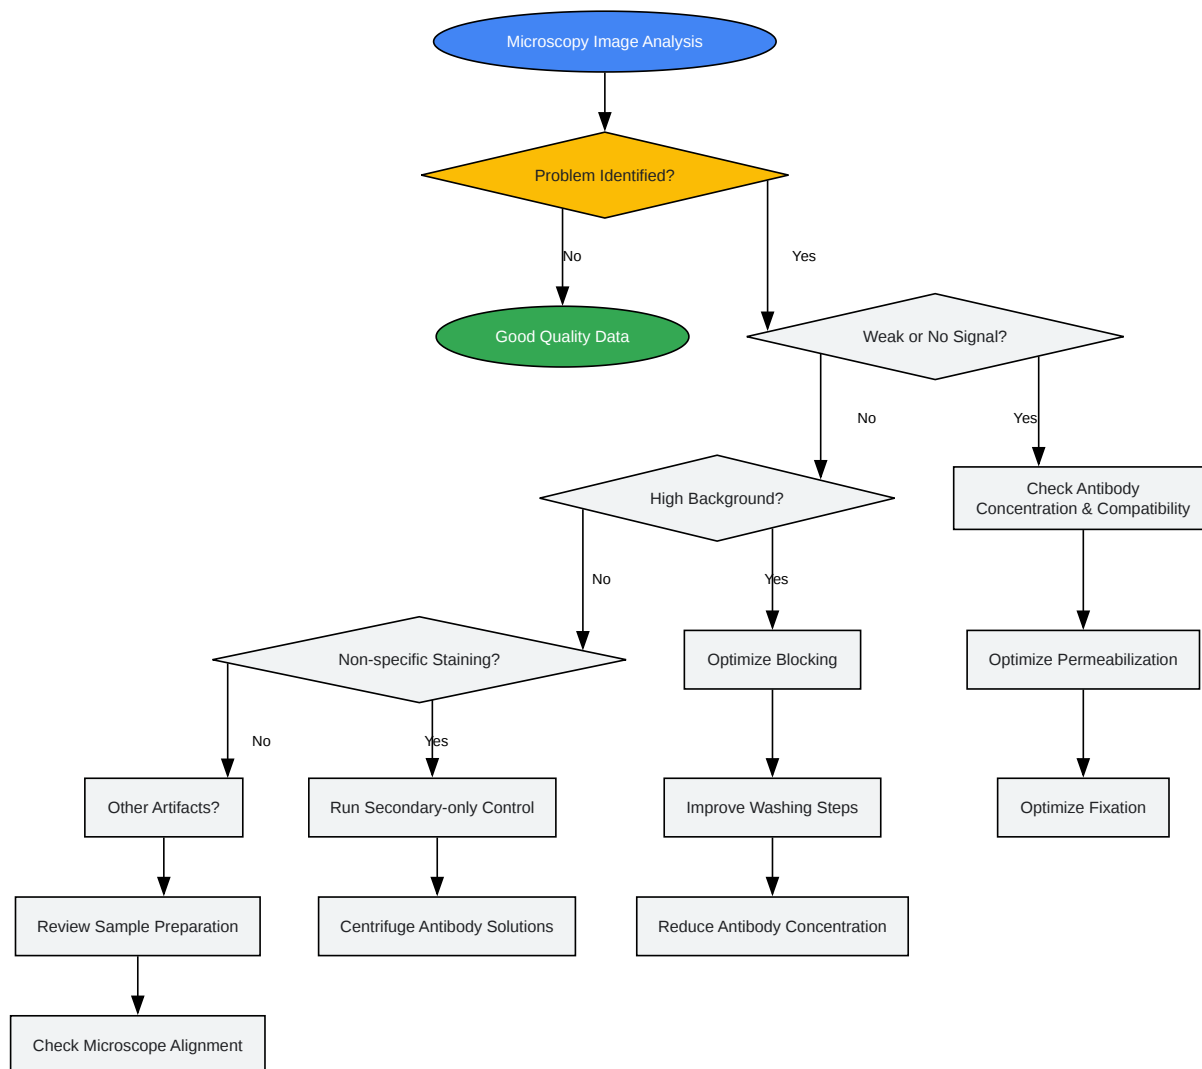 Microscopy Image Analysis
Problem Identified?
No
Yes
Good Quality Data
Weak or No Signal?
No
Yes
High Background?
Check Antibody
Concentration & Compatibility
No
Yes
Non-specific Staining?
Optimize Blocking
Optimize Permeabilization
No
Yes
Other Artifacts?
Run Secondary-only Control
Improve Washing Steps
Optimize Fixation
Review Sample Preparation
Centrifuge Antibody Solutions
Reduce Antibody Concentration
Check Microscope Alignment